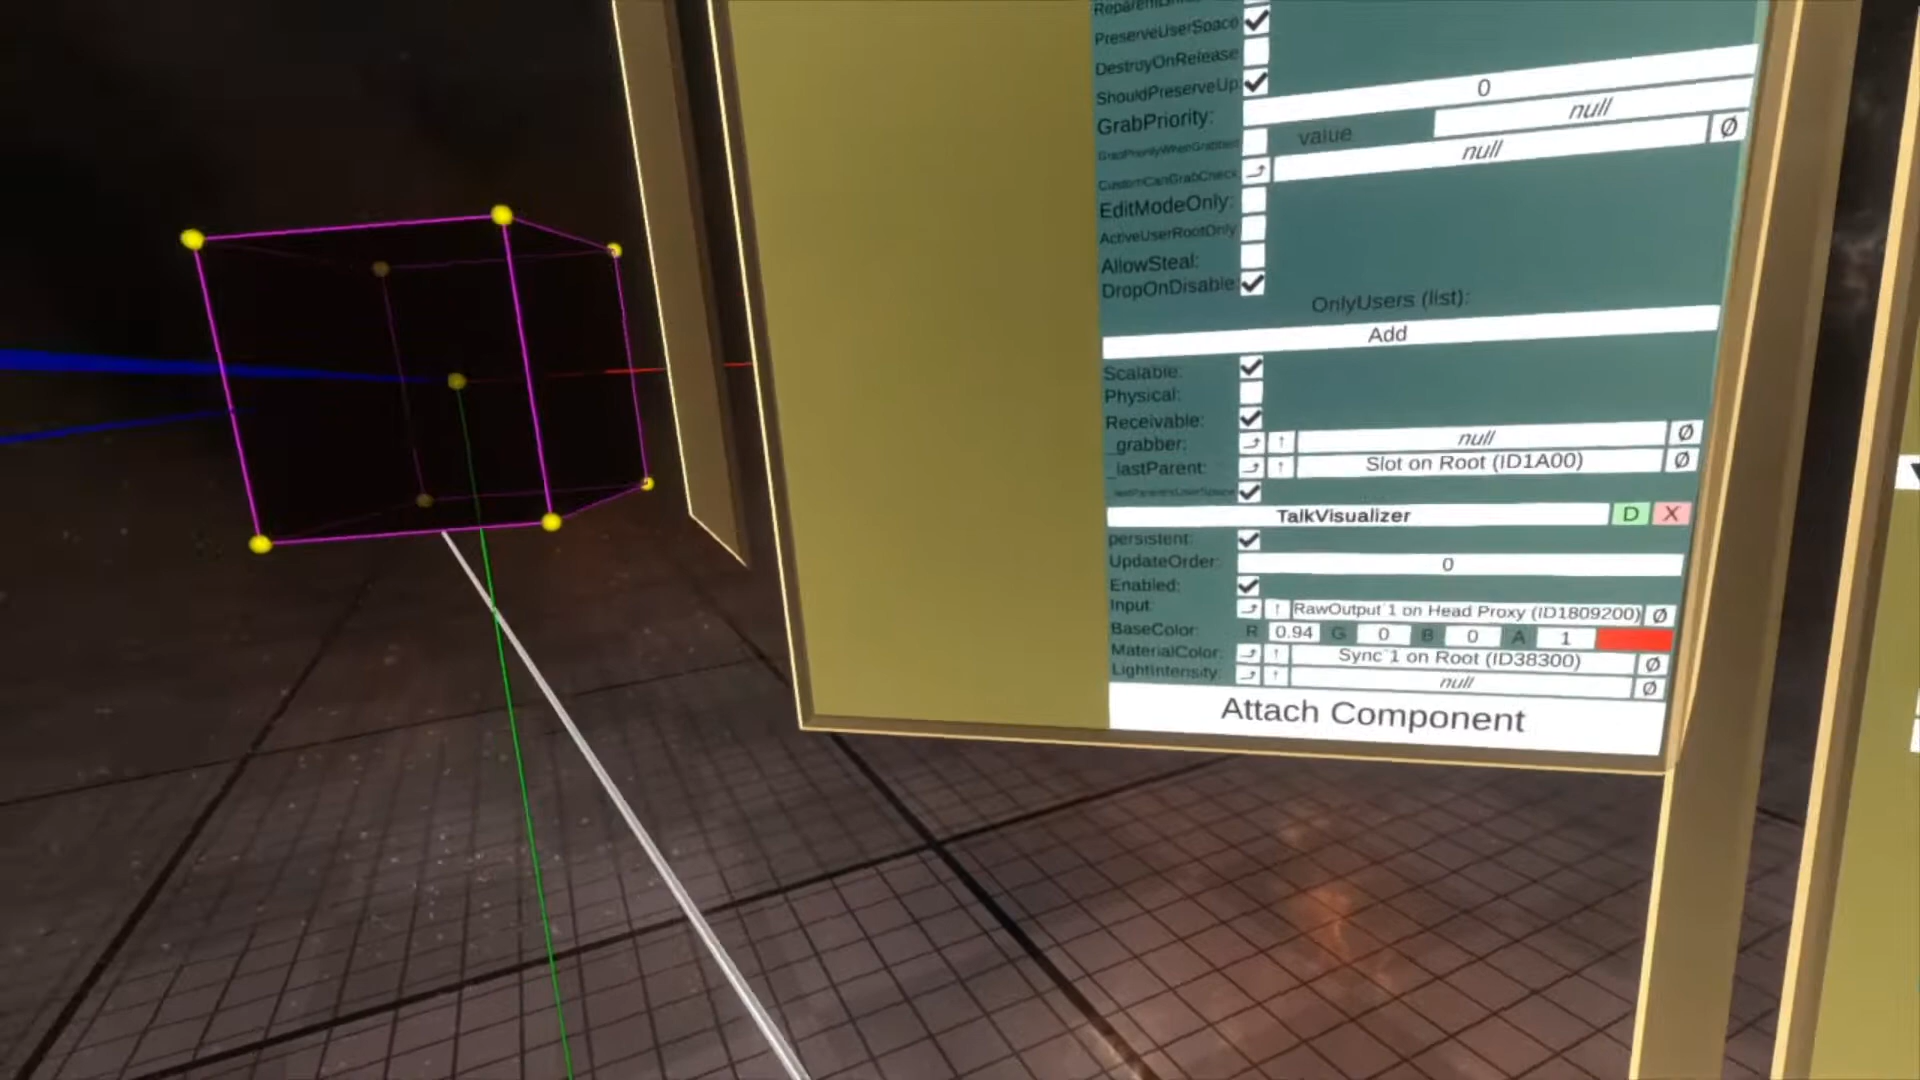 PreserveUserSpace
DestroyOnRelease
ShouldPreserveUp
GrabPriority: 0
GrabPriorityWhenGrabbed value null
CustomCanGrabCheck null Ø
EditModeOnly:
ActiveUserRootOnly
AllowSteal:
DropOnDisable
OnlyUsers (list):
Add
Scalable:
Physical:
Receivable:
_grabber: ↑ null Ø
_lastParent: ↑ Slot on Root (ID1A00) Ø
TalkVisualizer D X
persistent:
UpdateOrder: 0
Enabled:
Input: ↑ RawOutput`1 on Head Proxy (ID1809200) Ø
BaseColor: R 0.94 G 0 B 0 A 1
MaterialColor: ↑ Sync`1 on Root (ID38300) Ø
LightIntensity: ↑ null Ø
Attach Component